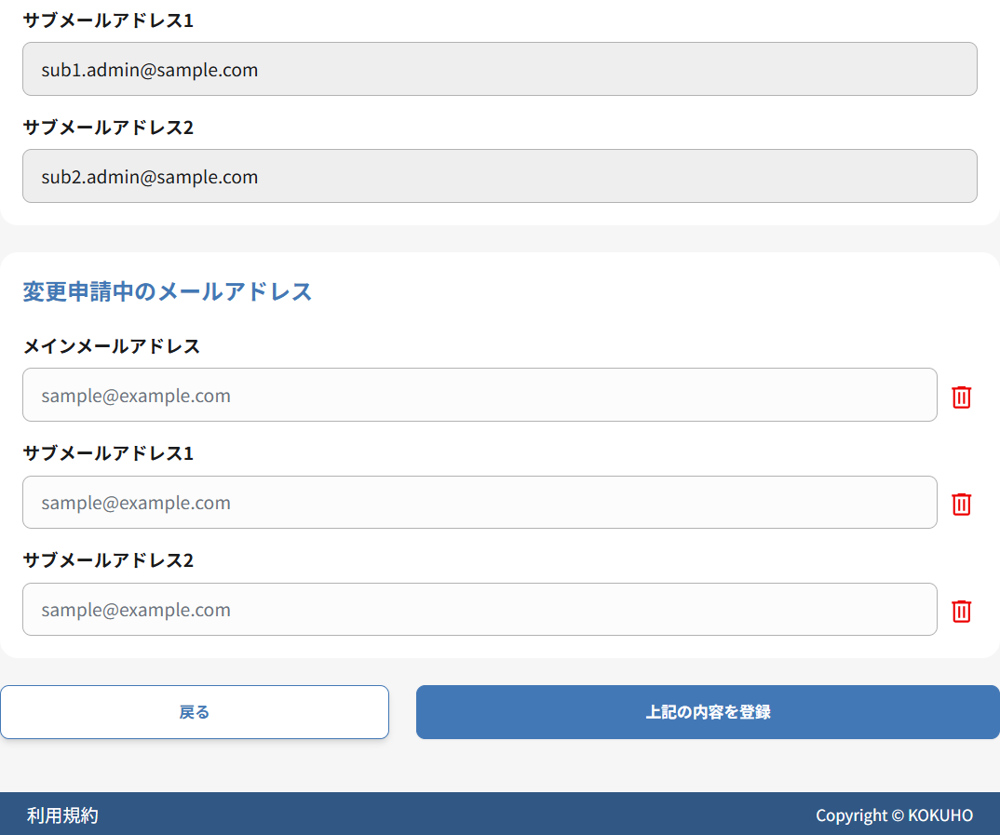 サブメールアドレス1
sub1.admin@sample.com
サブメールアドレス2
sub2.admin@sample.com
変更申請中のメールアドレス
メインメールアドレス
sample@example.com
サブメールアドレス1
sample@example.com
サブメールアドレス2
sample@example.com
戻る
上記の内容を登録
利用規約
Copyright © KOKUHO